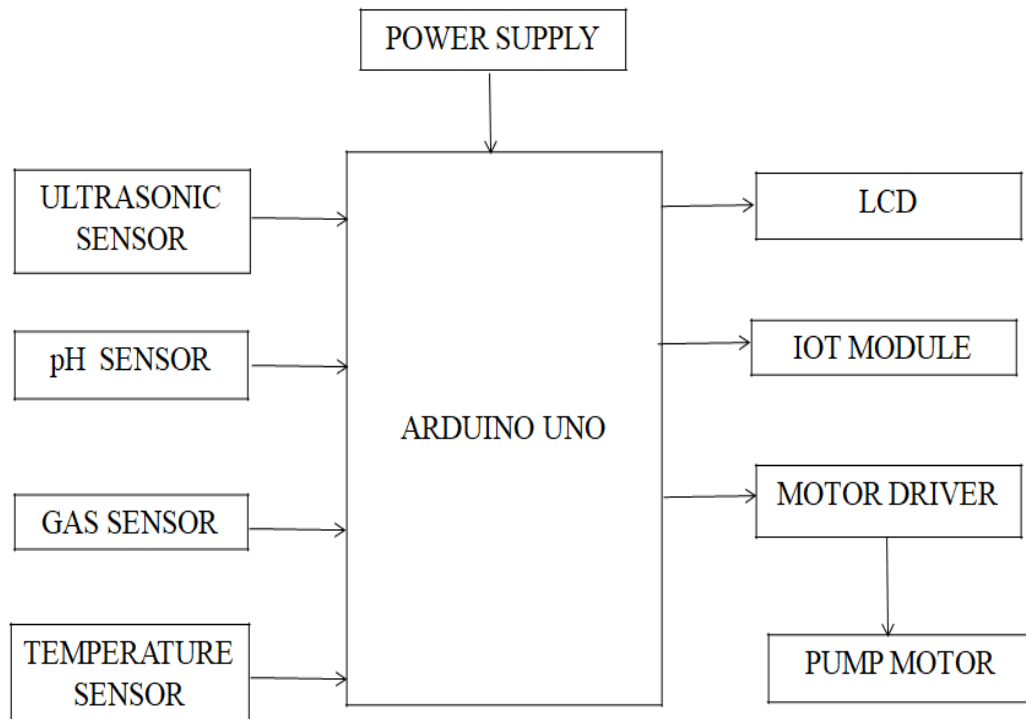 POWER SUPPLY
ULTRASONIC
SENSOR
pH SENSOR
GAS SENSOR
TEMPERATURE
SENSOR
ARDUINO UNO
LCD
IOT MODULE
MOTOR DRIVER
PUMP MOTOR